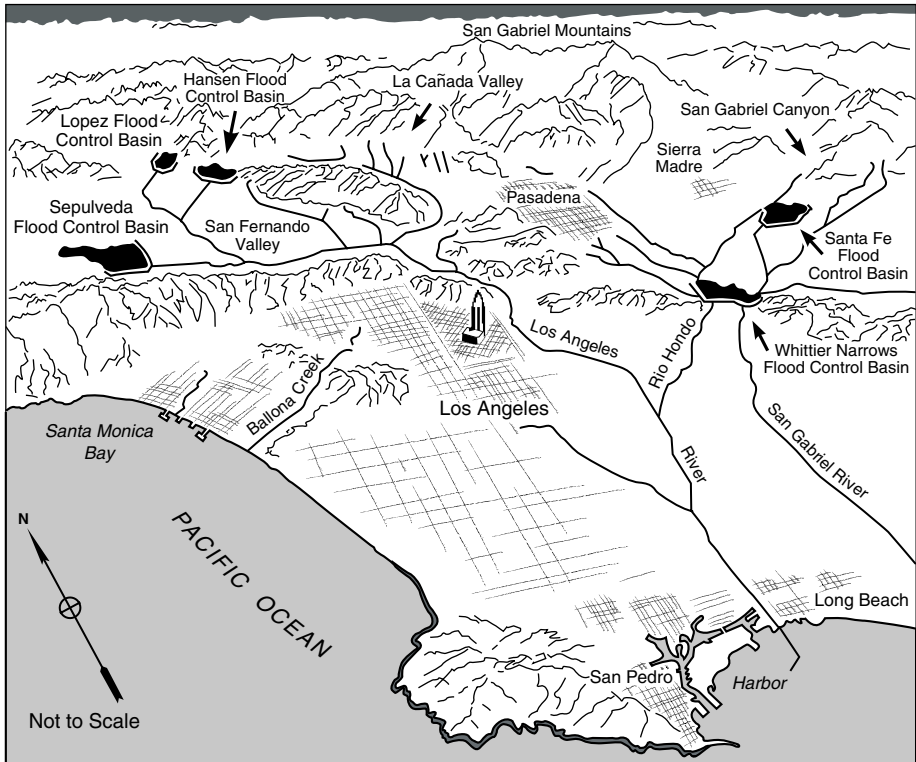 San Gabriel Mountains
Hansen Flood
Control Basin
La Cañada Valley
Lopez Flood
Control Basin
San Gabriel Canyon
Sierra
Madre
Pasadena
Sepulveda
Flood Control Basin
San Fernando
Valley
Santa Fe
Flood
Control Basin
Los Angeles
Rio Hondo
Whittier Narrows
Flood Control Basin
Ballona Creek
Los Angeles
San Gabriel River
Santa Monica
Bay
River
N
PACIFIC OCEAN
Long Beach
San Pedro
Harbor
Not to Scale